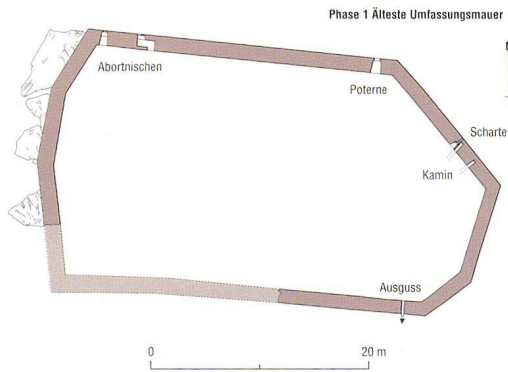 Phase 1 Älteste Umfassungsmauer
Abortnischen
Poterne
Scharte
Kamin
Ausguss
0
20 m